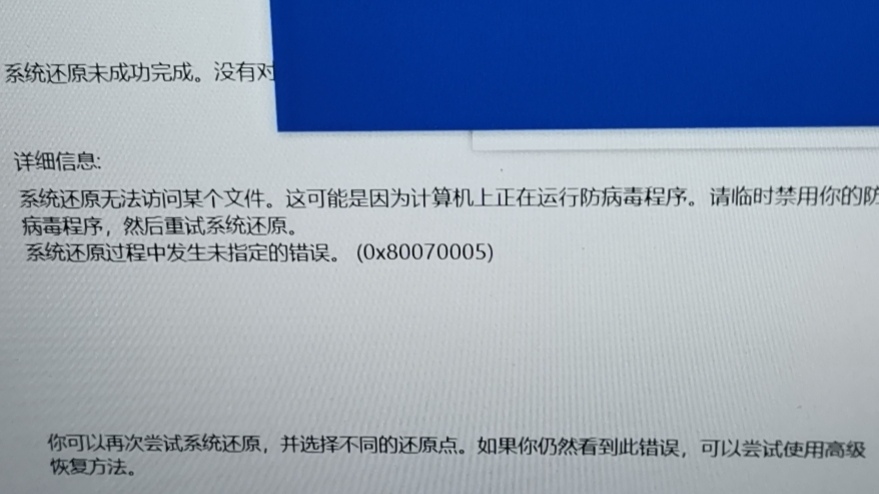 系统还原未成功完成。没有对
详细信息:
系统还原无法访问某个文件。这可能是因为计算机上正在运行防病毒程序。请临时禁用你的防
病毒程序，然后重试系统还原。
系统还原过程中发生未指定的错误。 (0x80070005)
你可以再次尝试系统还原，并选择不同的还原点。如果你仍然看到此错误，可以尝试使用高级
恢复方法。